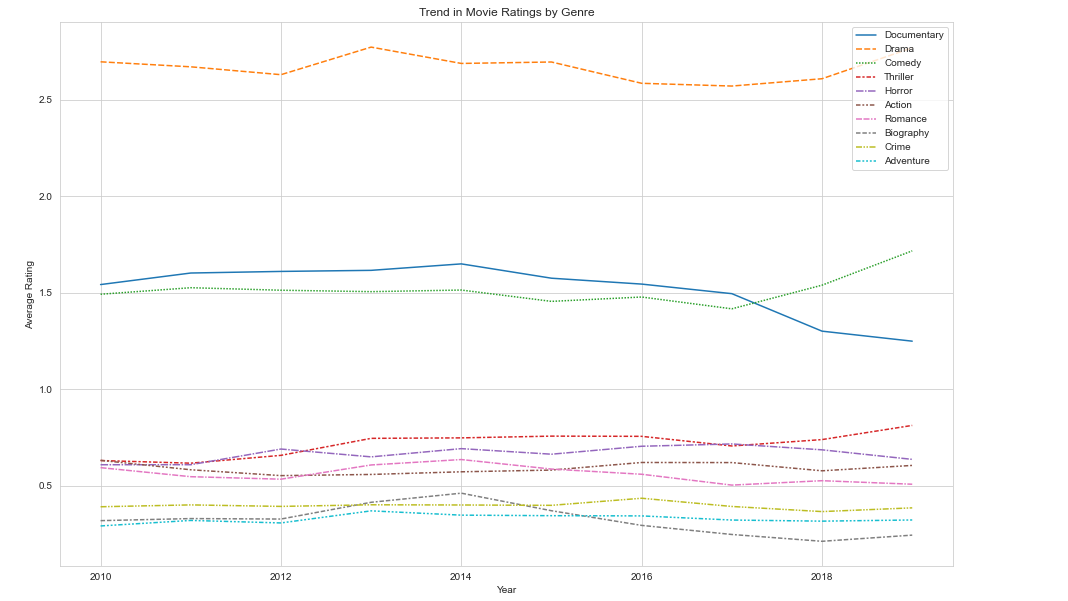 Trend in Movie Ratings by Genre
Documentary
Drama
Comedy
Thriller
Horror
Action
Romance
Biography
Crime
Adventure
2.5
2.0
1.5
1.0
0.5
Average Rating
2010
2012
2014
2016
2018
Year